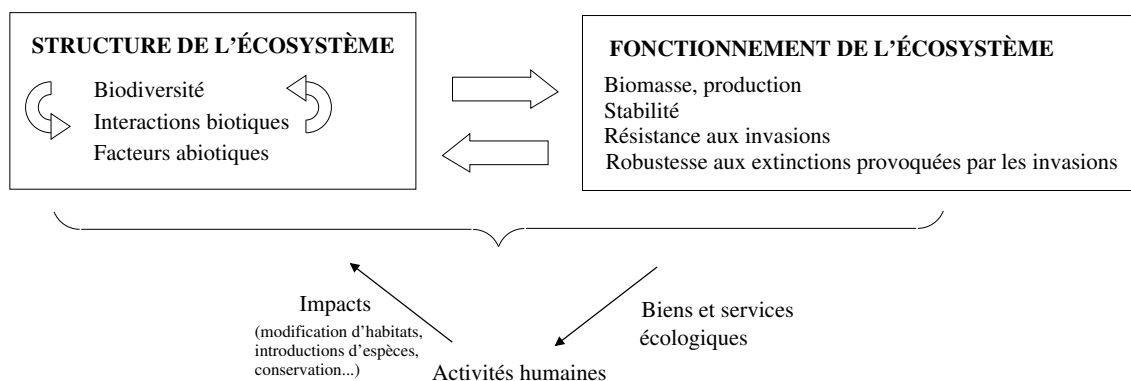 STRUCTURE DE L'ÉCOSYSTÈME
Biodiversité
Interactions biotiques
Facteurs abiotiques
FONCTIONNEMENT DE L'ÉCOSYSTÈME
Biomasse, production
Stabilité
Résistance aux invasions
Robustesse aux extinctions provoquées par les invasions
Impacts
(modification d'habitats,
introductions d'espèces,
conservation...)
Biens et services
écologiques
Activités humaines